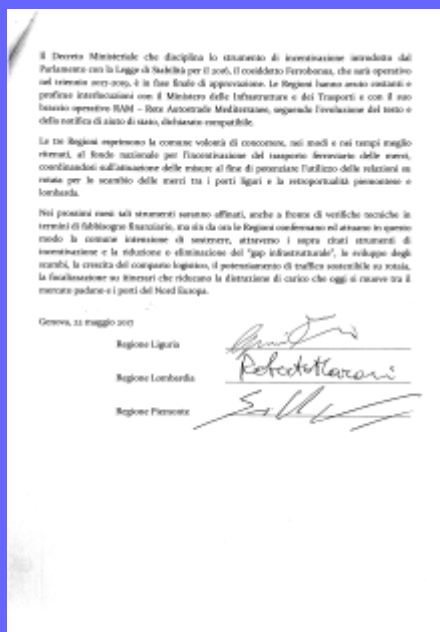 Il Decreto Ministeriale che disciplina lo strumento di incentivazione introdotto dal
Parlamento con la Legge di Stabilità per il 2016, il cosiddetto Ferrobonus, che sarà operativo
nel triennio 2017-2019, è in fase finale di approvazione. Le Regioni hanno avuto costanti e
proficue interlocuzioni con il Ministero delle Infrastrutture e dei Trasporti e con il suo
braccio operativo RAM – Rete Autostrade Mediterranee, seguendo l'evoluzione del testo e
della notifica di aiuto di stato, dichiarato compatibile.
Le tre Regioni esprimono la comune volontà di concorrere, nei modi e nei tempi meglio
ritenuti, al fondo nazionale per l'incentivazione del trasporto ferroviario delle merci,
coordinandosi sull'attuazione delle misure al fine di potenziare l'utilizzo delle relazioni su
rotaia per lo scambio delle merci tra i porti liguri e la retroportualità piemontese e
lombarda.
Nei prossimi mesi tali strumenti saranno affinati, anche a fronte di verifiche tecniche in
termini di fabbisogno finanziario, ma sin da ora le Regioni confermano ed attuano in questo
modo la comune intenzione di sostenere, attraverso i sopra citati strumenti di
incentivazione e la riduzione o eliminazione del "gap infrastrutturale", lo sviluppo degli
scambi, la crescita del comparto logistico, il potenziamento di traffico sostenibile su rotaia,
la focalizzazione su itinerari che riducano la distrazione di carico che oggi si muove tra il
mercato padano e i porti del Nord Europa.
Genova, 22 maggio 2017
Regione Liguria
Regione Lombardia Roberto Maroni
Regione Piemonte